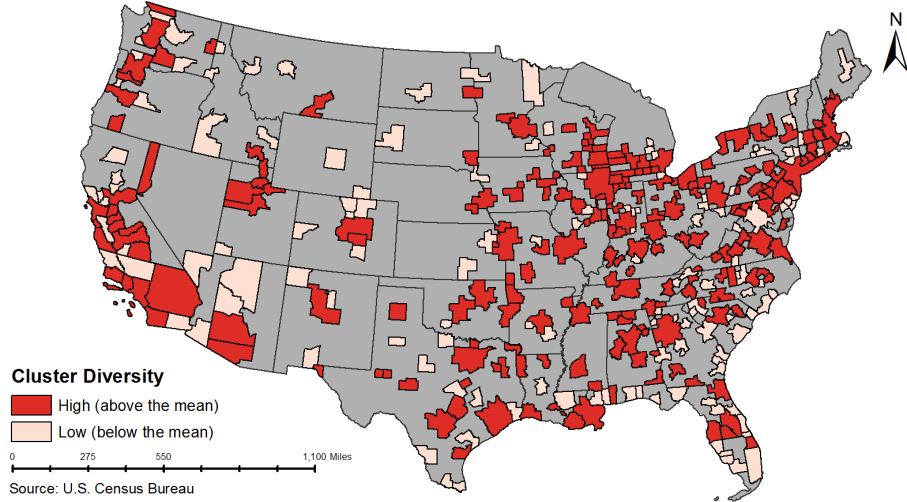 N
Cluster Diversity
High (above the mean)
Low (below the mean)
0 275 550 1,100 Miles
Source: U.S. Census Bureau